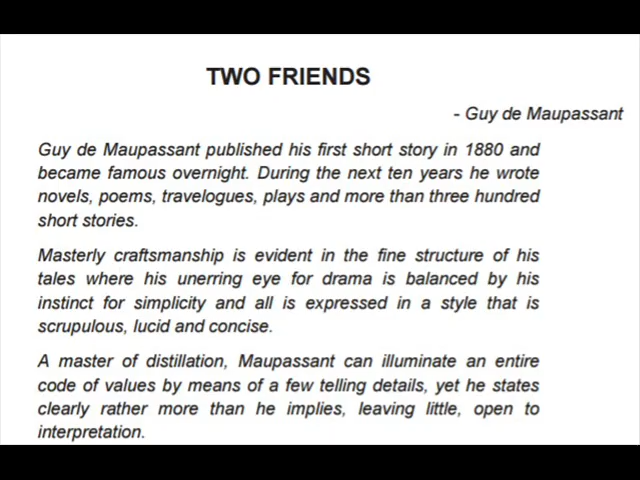 TWO FRIENDS
- Guy de Maupassant
Guy de Maupassant published his first short story in 1880 and
became famous overnight. During the next ten years he wrote
novels, poems, travelogues, plays and more than three hundred
short stories.
Masterly craftsmanship is evident in the fine structure of his
tales where his unerring eye for drama is balanced by his
instinct for simplicity and all is expressed in a style that is
scrupulous, lucid and concise.
A master of distillation, Maupassant can illuminate an entire
code of values by means of a few telling details, yet he states
clearly rather more than he implies, leaving little, open to
interpretation.